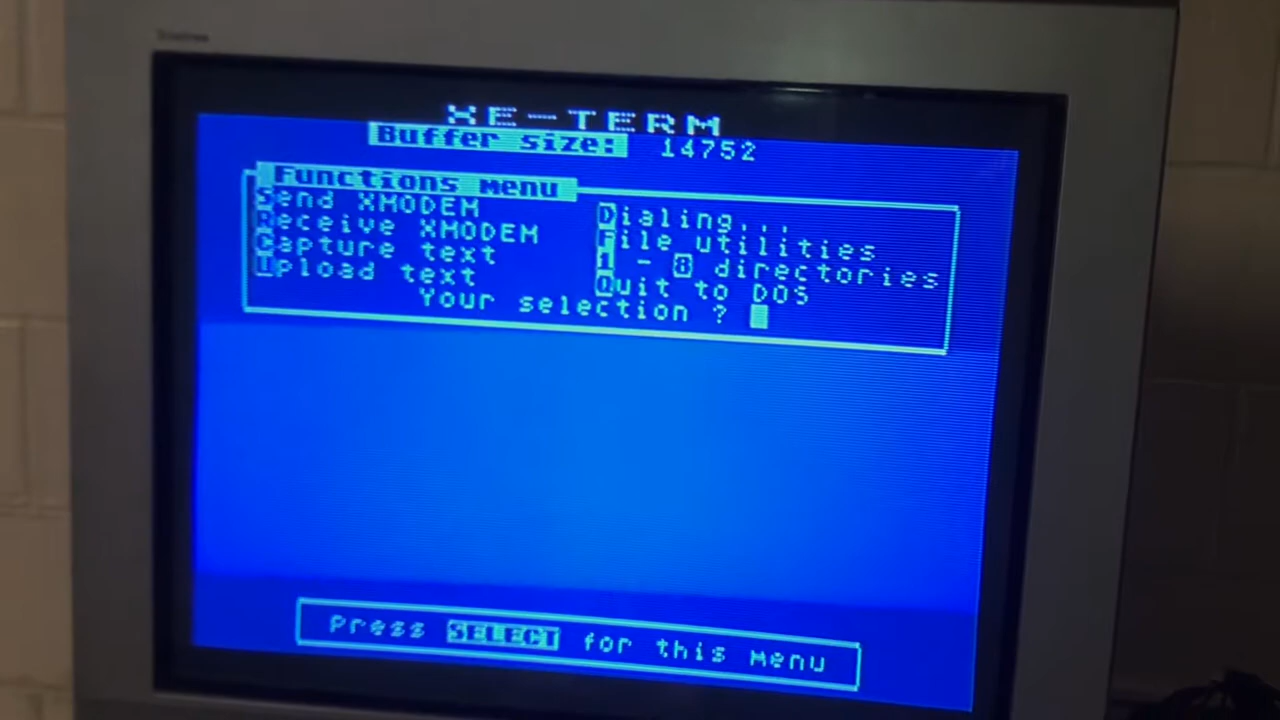 XE-TERM
Buffer size: 14752
Functions menu
Send XMODEM
Receive XMODEM
Capture text
Upload text
Dialing...
File utilities
1 - 8 directories
Quit to DOS
Your selection ?
Press SELECT for this menu